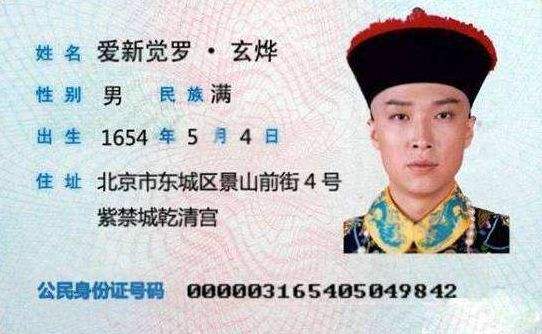 姓名 爱新觉罗·玄烨
性别 男 民族 满
出生 1654 年 5 月 4 日
住址 北京市东城区景山前街4号
紫禁城乾清宫
公民身份证号码 000003165405049842